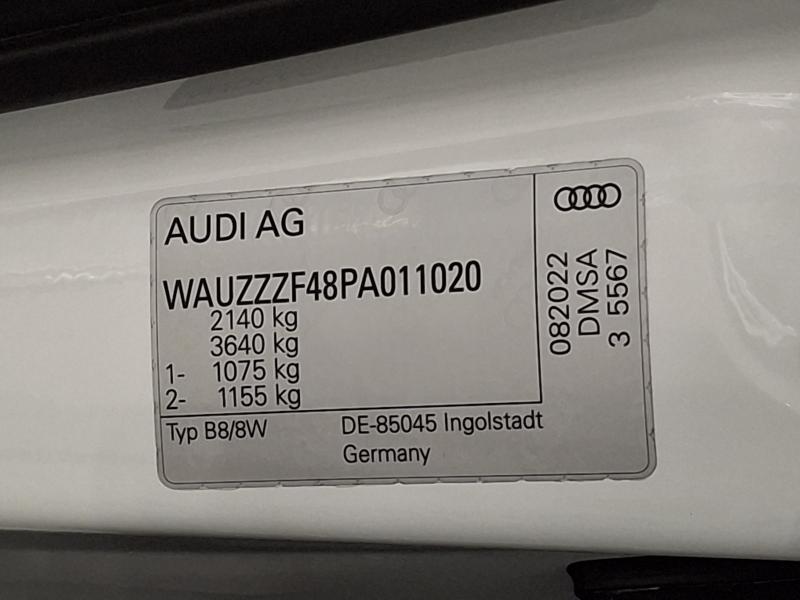 AUDI AG
WAUZZZF48PA011020
2140 kg
3640 kg
1- 1075 kg
2- 1155 kg
Typ B8/8W
DE-85045 Ingolstadt
Germany
082022
DMSA
3 5567